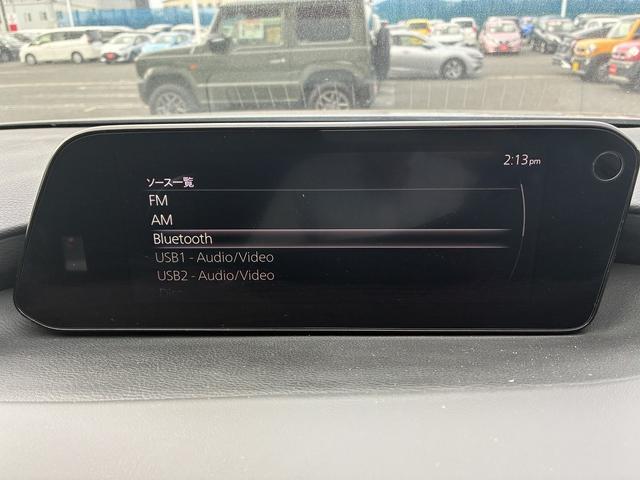 2:13pm
ソース一覧
FM
AM
Bluetooth
USB1 - Audio/Video
USB2 - Audio/Video